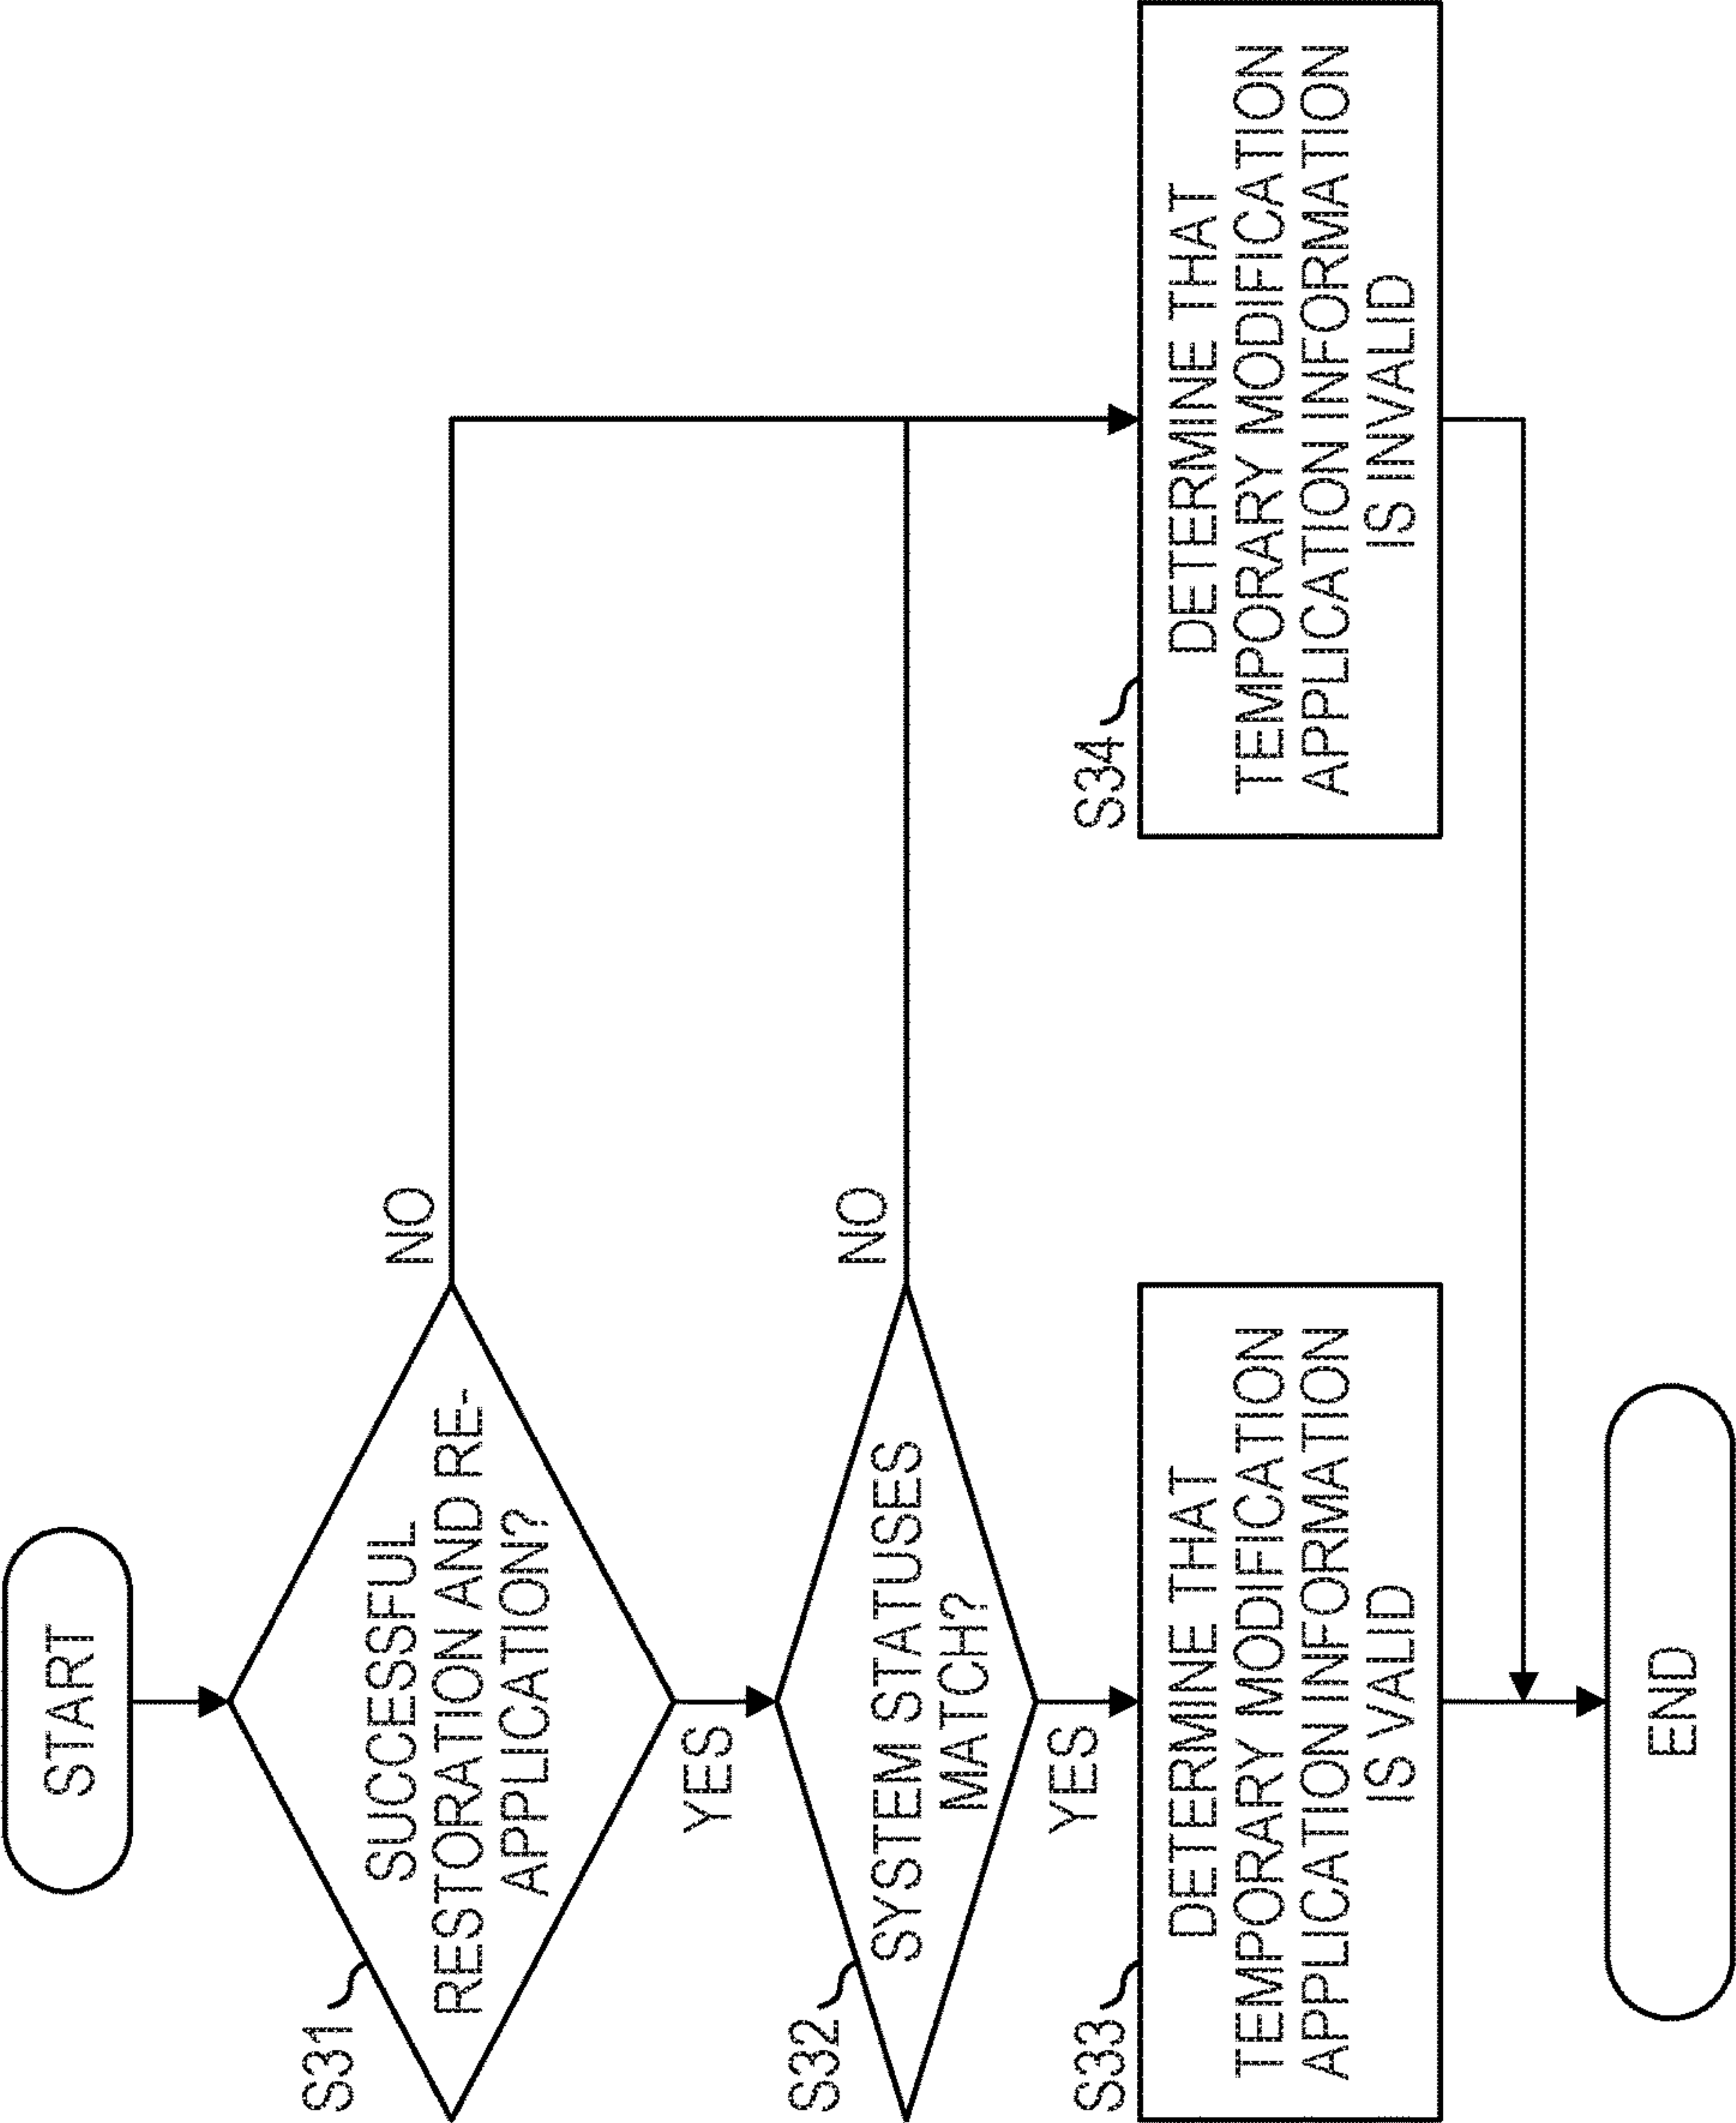 START
S31
SUCCESSFUL
RESTORATION AND RE-
APPLICATION?
NO
YES
S32
SYSTEM STATUSES
MATCH?
NO
YES
S33
DETERMINE THAT
TEMPORARY MODIFICATION
APPLICATION INFORMATION
IS VALID
S34
DETERMINE THAT
TEMPORARY MODIFICATION
APPLICATION INFORMATION
IS INVALID
END